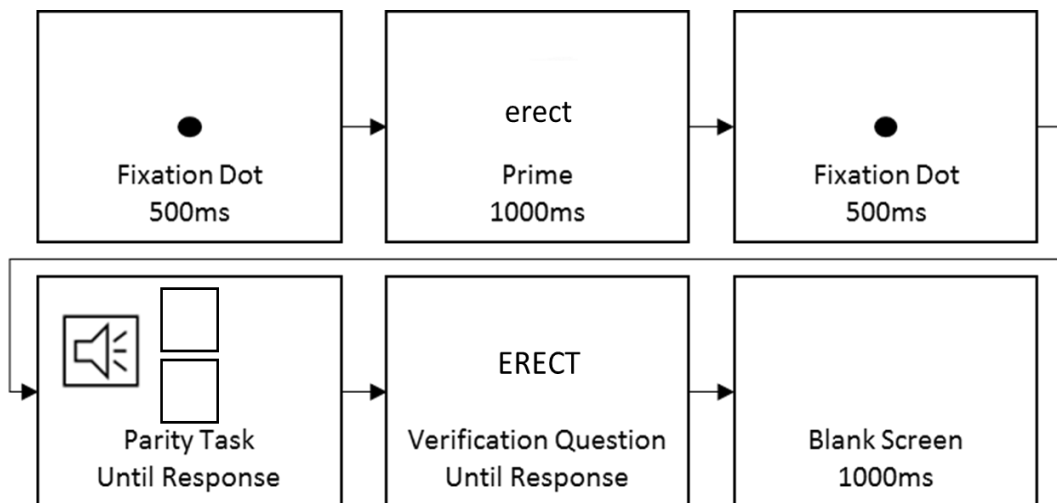 Fixation Dot
500ms
erect
Prime
1000ms
Fixation Dot
500ms
Parity Task
Until Response
ERECT
Verification Question
Until Response
Blank Screen
1000ms